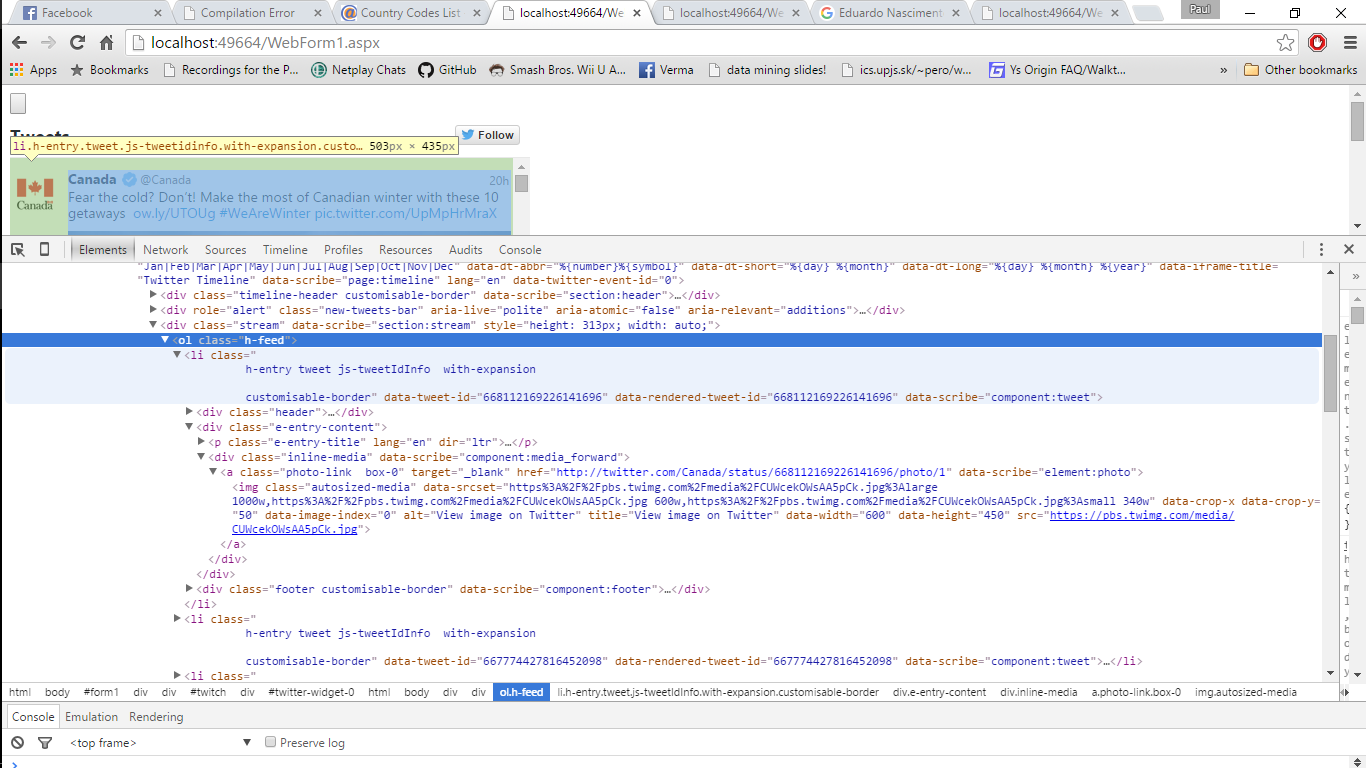 Facebook
Compilation Error
Country Codes List
localhost:49664/We
localhost:49664/We
Eduardo Nascimen
localhost:49664/We
Paul
localhost:49664/WebForm1.aspx
Apps
Bookmarks
Recordings for the P...
Netplay Chats
GitHub
Smash Bros. Wii U A...
Verma
data mining slides!
ics.upjs.sk/~pero/w...
Ys Origin FAQ/Walkt...
»
Other bookmarks
Tweets
Follow
li.h-entry.tweet.js-tweetidinfo.with-expansion.custo… 503px × 435px
Canada @Canada 20h
Fear the cold? Don't! Make the most of Canadian winter with these 10
getaways ow.ly/UTOUg #WeAreWinter pic.twitter.com/UpMpHrMraX
Canada
Elements Network Sources Timeline Profiles Resources Audits Console
"Jan|Feb|Mar|Apr|May|Jun|Jul|Aug|Sep|Oct|Nov|Dec" data-dt-abbr="%{number}%{symbol}" data-dt-short="%{day} %{month}" data-dt-long="%{day} %{month} %{year}" data-iframe-title=
"Twitter Timeline" data-scribe="page:timeline" lang="en" data-twitter-event-id="0">
<div class="timeline-header customisable-border" data-scribe="section:header">…</div>
<div role="alert" class="new-tweets-bar" aria-live="polite" aria-atomic="false" aria-relevant="additions">…</div>
<div class="stream" data-scribe="section:stream" style="height: 313px; width: auto;">
<ol class="h-feed">
<li class="
h-entry tweet js-tweetIdInfo  with-expansion
customisable-border" data-tweet-id="668112169226141696" data-rendered-tweet-id="668112169226141696" data-scribe="component:tweet">
<div class="header">…</div>
<div class="e-entry-content">
<p class="e-entry-title" lang="en" dir="ltr">…</p>
<div class="inline-media" data-scribe="component:media_forward">
<a class="photo-link  box-0" target="_blank" href="http://twitter.com/Canada/status/668112169226141696/photo/1" data-scribe="element:photo">
<img class="autosized-media" data-srcset="https%3A%2F%2Fpbs.twimg.com%2Fmedia%2FCUWcekOWsAA5pCk.jpg%3Alarge
1000w,https%3A%2F%2Fpbs.twimg.com%2Fmedia%2FCUWcekOWsAA5pCk.jpg 600w,https%3A%2F%2Fpbs.twimg.com%2Fmedia%2FCUWcekOWsAA5pCk.jpg%3Asmall 340w" data-crop-x data-crop-y=
"50" data-image-index="0" alt="View image on Twitter" title="View image on Twitter" data-width="600" data-height="450" src="https://pbs.twimg.com/media/
CUWcekOWsAA5pCk.jpg">
</a>
</div>
</div>
<div class="footer customisable-border" data-scribe="component:footer">…</div>
</li>
<li class="
h-entry tweet js-tweetIdInfo  with-expansion
customisable-border" data-tweet-id="667774427816452098" data-rendered-tweet-id="667774427816452098" data-scribe="component:tweet">…</li>
<li class="
»
e
l
e
m
e
n
t
.
s
t
y
l
e
{
}
h
t
m
l
,
b
o
d
y
html body #form1 div div #twitch div #twitter-widget-0 html body div div ol.h-feed li.h-entry.tweet.js-tweetIdInfo.with-expansion.customisable-border div.e-entry-content div.inline-media a.photo-link.box-0 img.autosized-media
Console Emulation Rendering
<top frame>
Preserve log